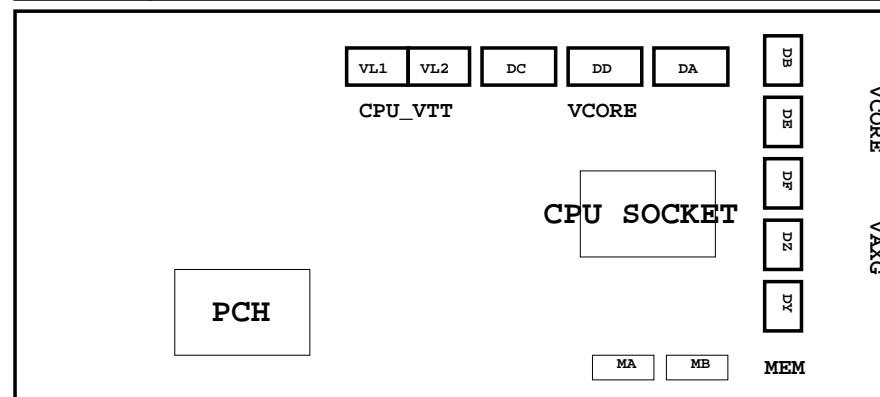 VL1 VL2 DC DD DA
DB
CPU_VTT VCORE
DE
VCORE
DF
CPU SOCKET
DZ
VAXG
DY
PCH
MA MB MEM